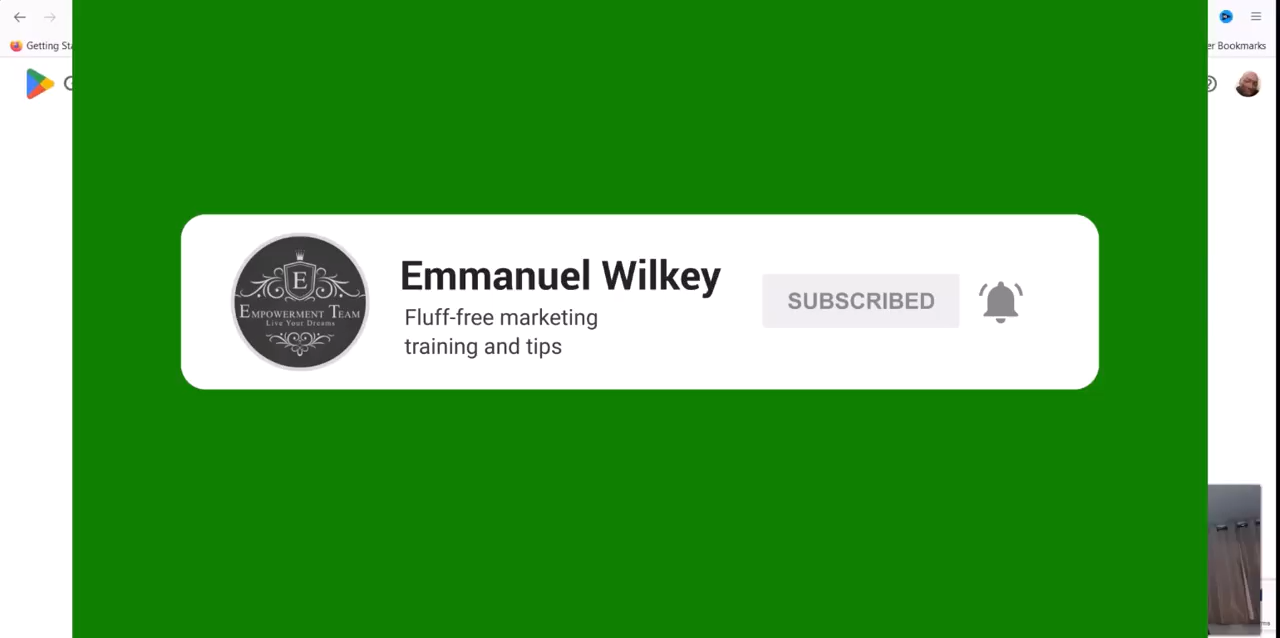 Getting Sta
er Bookmarks
G
E
EMPOWERMENT TEAM
Live Your Dreams
Emmanuel Wilkey
Fluff-free marketing
training and tips
SUBSCRIBED